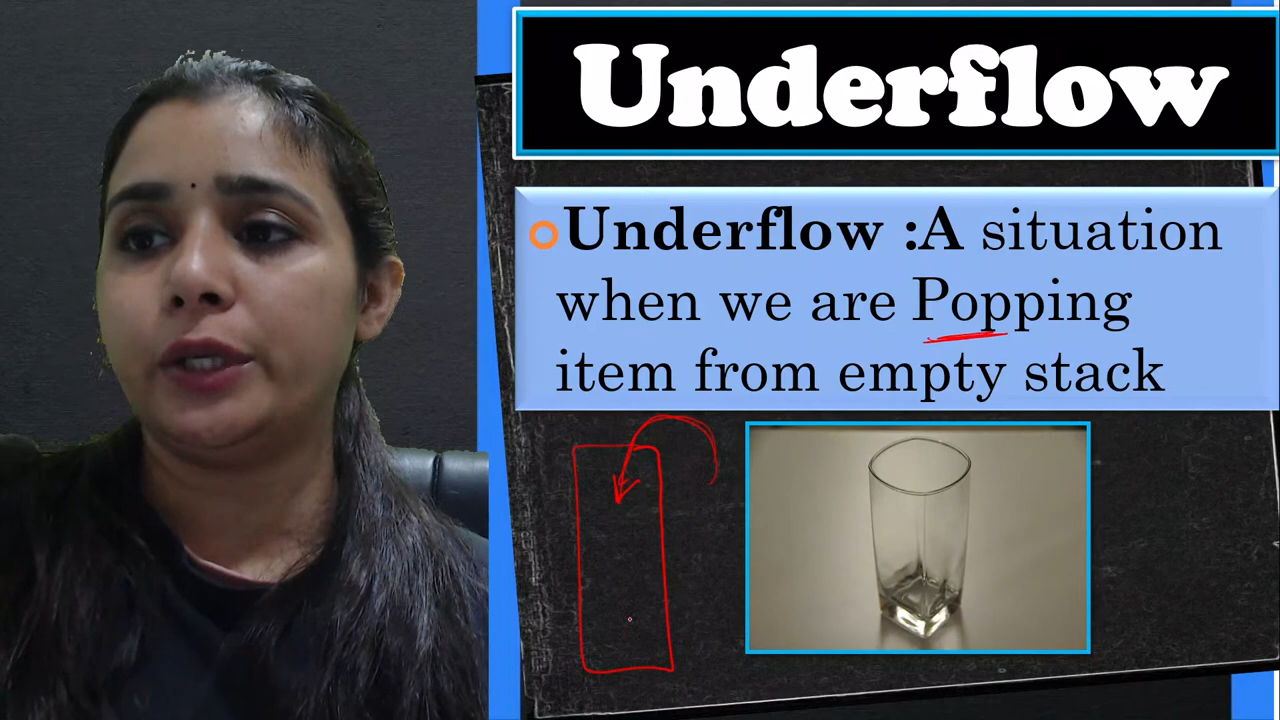 Underflow
Underflow :A situation
when we are Popping
item from empty stack